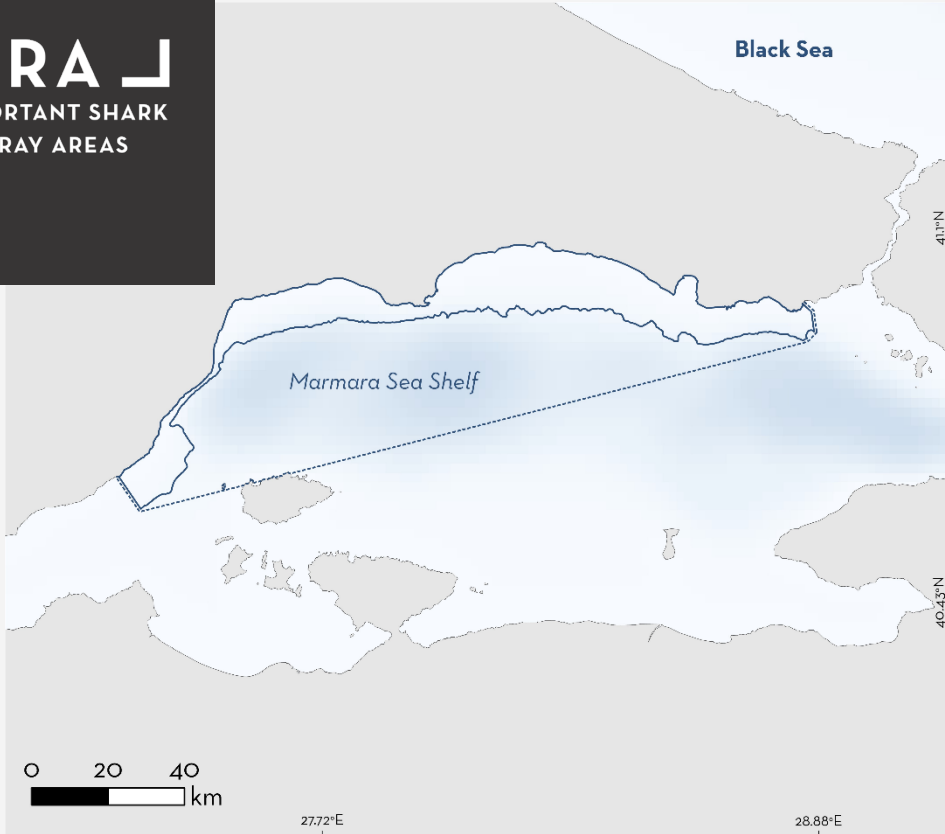 RA
ORTANT SHARK
RAY AREAS
Black Sea
41.1°N
Marmara Sea Shelf
40.43°N
0 20 40
km
27.72°E 28.88°E